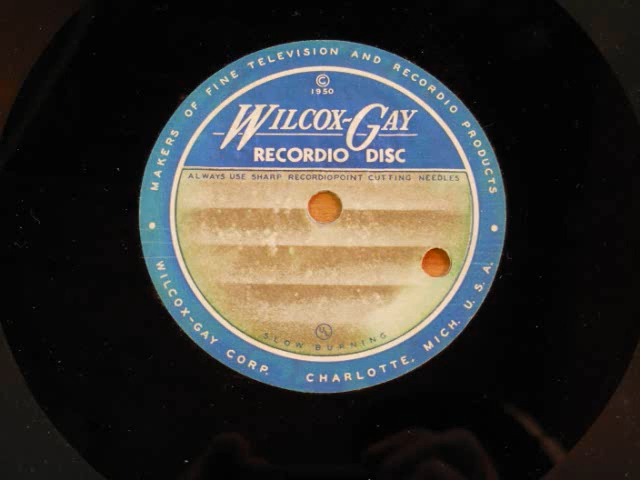 MAKERS OF FINE TELEVISION AND RECORDIO PRODUCTS
© 
1950
WILCOX-GAY
RECORDIO DISC
ALWAYS USE SHARP RECORDIOPOINT CUTTING NEEDLES
UL
SLOW BURNING
WILCOX-GAY CORP. CHARLOTTE, MICH. U.S.A.